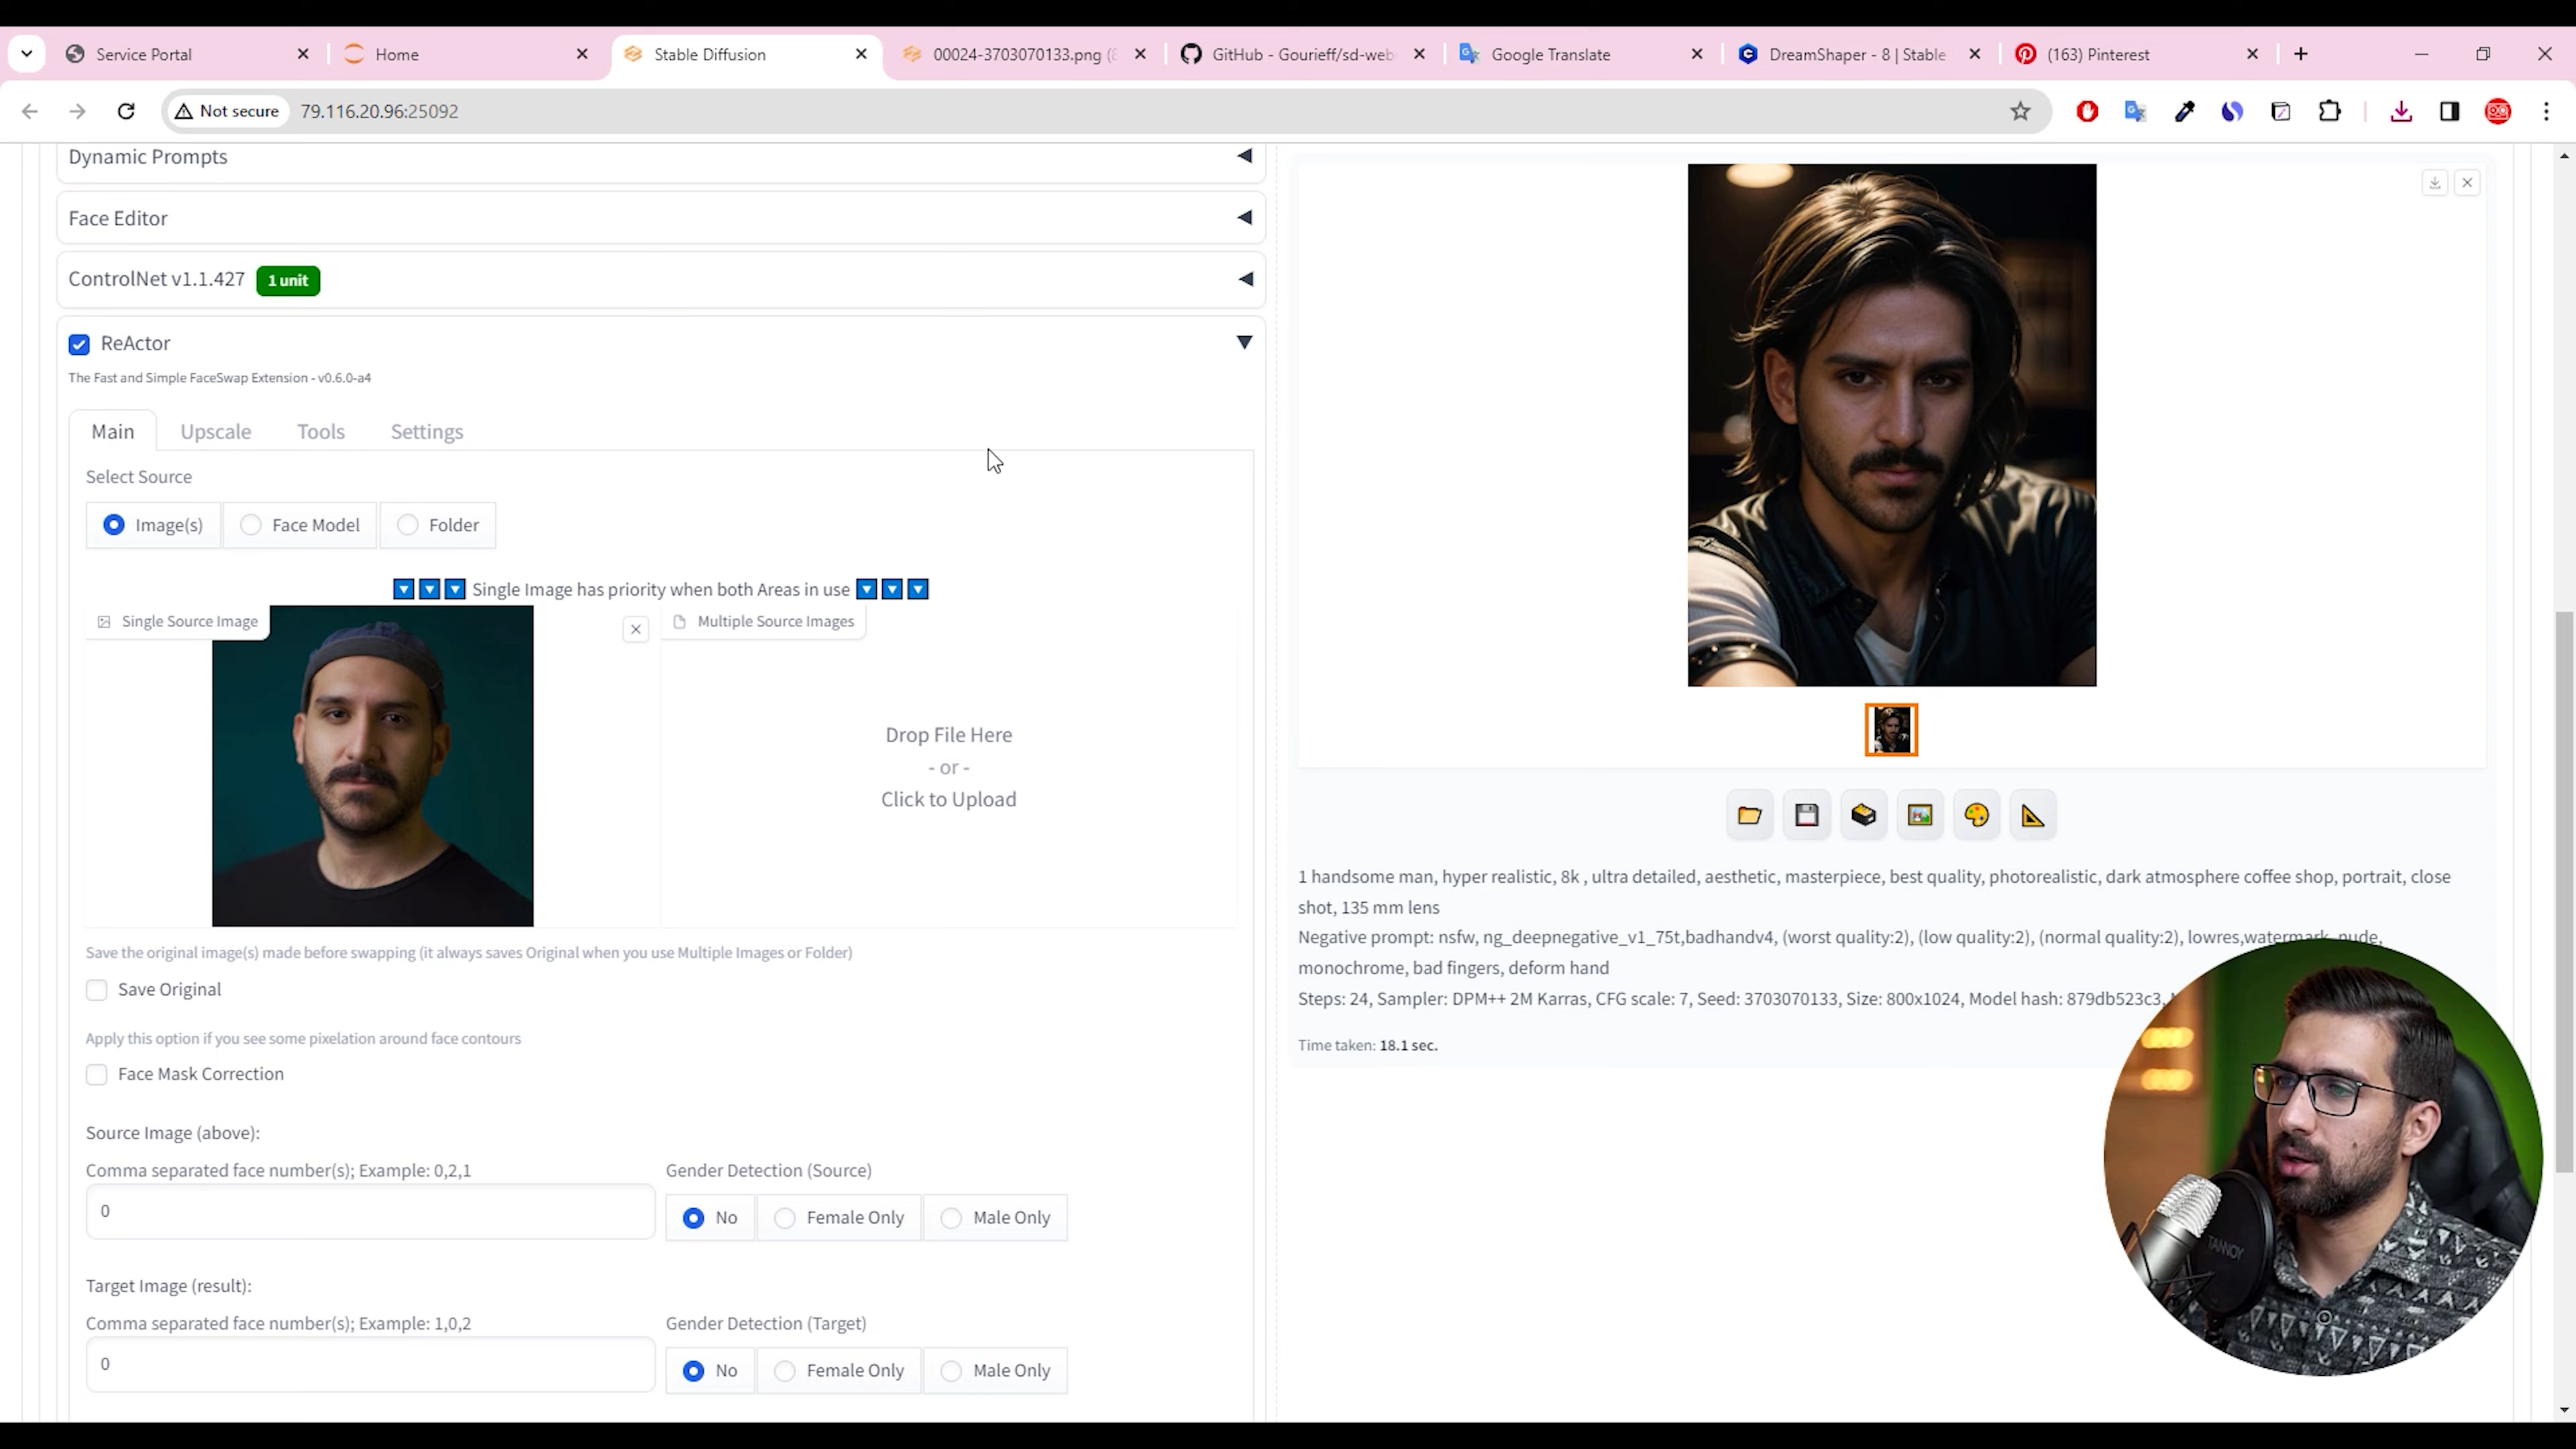 Service Portal
Home
Stable Diffusion
00024-3703070133.png (8
GitHub - Gourieff/sd-web
Google Translate
DreamShaper - 8 | Stable
(163) Pinterest
Not secure
79.116.20.96:25092
Dynamic Prompts
Face Editor
ControlNet v1.1.427
1 unit
ReActor
The Fast and Simple FaceSwap Extension - v0.6.0-a4
Main
Upscale
Tools
Settings
Select Source
Image(s)
Face Model
Folder
Single Image has priority when both Areas in use
Single Source Image
Multiple Source Images
Drop File Here
- or -
Click to Upload
Save the original image(s) made before swapping (it always saves Original when you use Multiple Images or Folder)
Save Original
Apply this option if you see some pixelation around face contours
Face Mask Correction
Source Image (above):
Comma separated face number(s); Example: 0,2,1
0
Gender Detection (Source)
No
Female Only
Male Only
Target Image (result):
Comma separated face number(s); Example: 1,0,2
0
Gender Detection (Target)
No
Female Only
Male Only
1 handsome man, hyper realistic, 8k , ultra detailed, aesthetic, masterpiece, best quality, photorealistic, dark atmosphere coffee shop, portrait, close
shot, 135 mm lens
Negative prompt: nsfw, ng_deepnegative_v1_75t,badhandv4, (worst quality:2), (low quality:2), (normal quality:2), lowres,watermark, nude,
monochrome, bad fingers, deform hand
Steps: 24, Sampler: DPM++ 2M Karras, CFG scale: 7, Seed: 3703070133, Size: 800x1024, Model hash: 879db523c3,
Time taken: 18.1 sec.
TANNOY